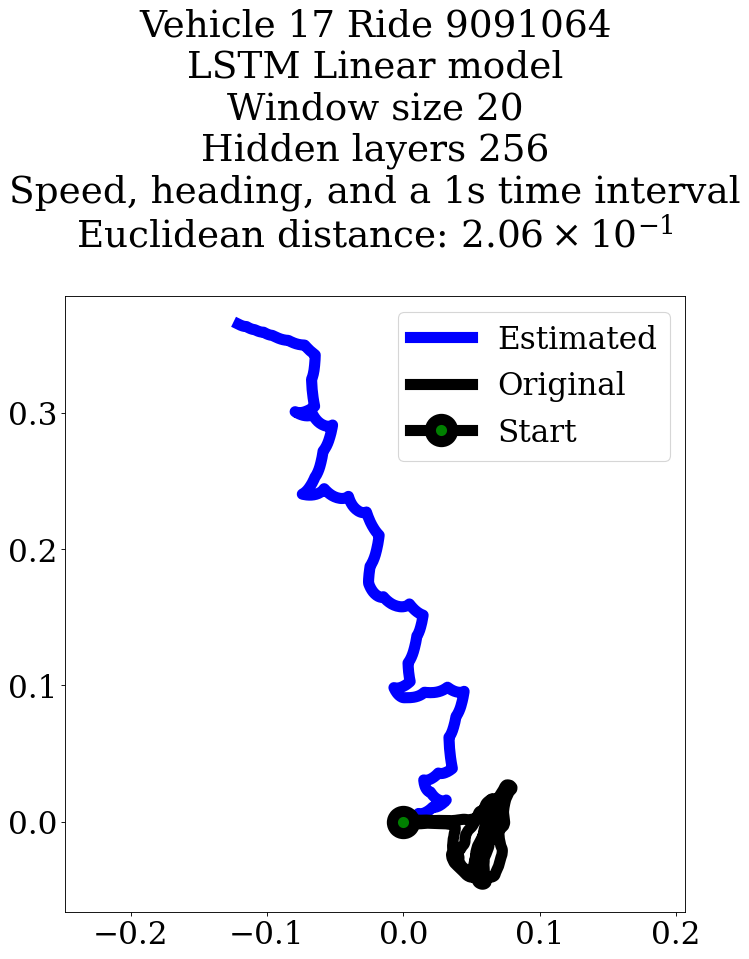 Vehicle 17 Ride 9091064
LSTM Linear model
Window size 20
Hidden layers 256
Speed, heading, and a 1s time interval
Euclidean distance: 2.06 × 10⁻¹
Estimated
Original
Start
0.3
0.2
0.1
0.0
−0.2 −0.1 0.0 0.1 0.2